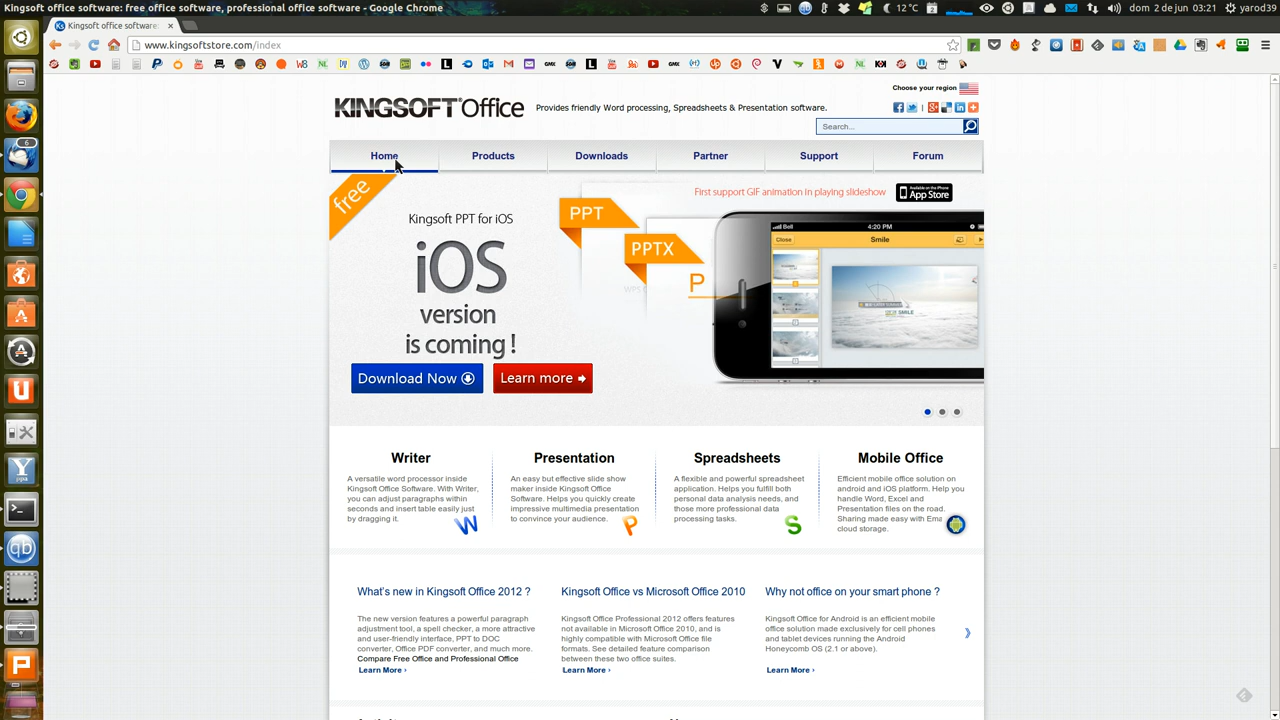 Kingsoft office software: free office software, professional office software - Google Chrome
12°C
dom 2 de jun, 03:21
yarod39
Kingsoft office software:
www.kingsoftstore.com/index
Choose your region
KINGSOFT Office
Provides friendly Word processing, Spreadsheets & Presentation software.
Search...
Home
Products
Downloads
Partner
Support
Forum
free
Kingsoft PPT for iOS
iOS
version
is coming !
Download Now
Learn more
PPT
PPTX
P
First support GIF animation in playing slideshow
Available on the iPhone
App Store
Bell
4:20 PM
Close
Smile
Writer
A versatile word processor inside
Kingsoft Office Software. With Writer,
you can adjust paragraphs within
seconds and insert table easily just
by dragging it.
Presentation
An easy but effective slide show
maker inside Kingsoft Office
Software. Helps you quickly create
impressive multimedia presentation
to convince your audience.
Spreadsheets
A flexible and powerful spreadsheet
application. Helps you fulfill both
personal data analysis needs, and
those more professional data
processing tasks.
Mobile Office
Efficient mobile office solution on
android and iOS platform. Help you
handle Word, Excel and
Presentation files on the road.
Sharing made easy with Ema
cloud storage.
What's new in Kingsoft Office 2012 ?
The new version features a powerful paragraph
adjustment tool, a spell checker, a more attractive
and user-friendly interface, PPT to DOC
converter, Office PDF converter, and much more.
Compare Free Office and Professional Office
Learn More ›
Kingsoft Office vs Microsoft Office 2010
Kingsoft Office Professional 2012 offers features
not available in Microsoft Office 2010, and is
highly compatible with Microsoft Office file
formats. See detailed feature comparison
between these two office suites.
Learn More ›
Why not office on your smart phone ?
Kingsoft Office for Android is an efficient mobile
office solution made exclusively for cell phones
and tablet devices running the Android
Honeycomb OS (2.1 or above).
Learn More ›